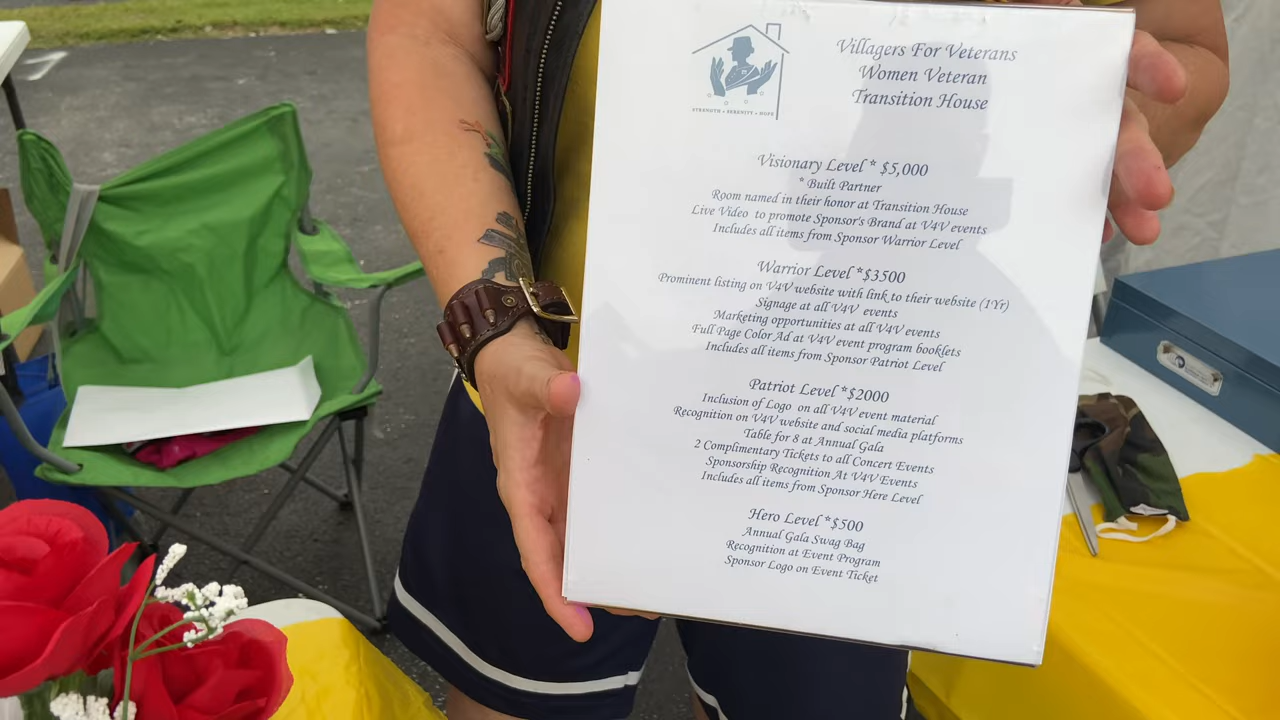 Villagers For Veterans
Women Veteran
Transition House
STRENGTH • SERENITY • HOPE
Visionary Level * $5,000
* Built Partner
Room named in their honor at Transition House
Live Video to promote Sponsor's Brand at V4V events
Includes all items from Sponsor Warrior Level
Warrior Level *$3500
Prominent listing on V4V website with link to their website (1Yr)
Signage at all V4V events
Marketing opportunities at all V4V events
Full Page Color Ad at V4V event program booklets
Includes all items from Sponsor Patriot Level
Patriot Level *$2000
Inclusion of Logo on all V4V event material
Recognition on V4V website and social media platforms
Table for 8 at Annual Gala
2 Complimentary Tickets to all Concert Events
Sponsorship Recognition At V4V Events
Includes all items from Sponsor Here Level
Hero Level *$500
Annual Gala Swag Bag
Recognition at Event Program
Sponsor Logo on Event Ticket